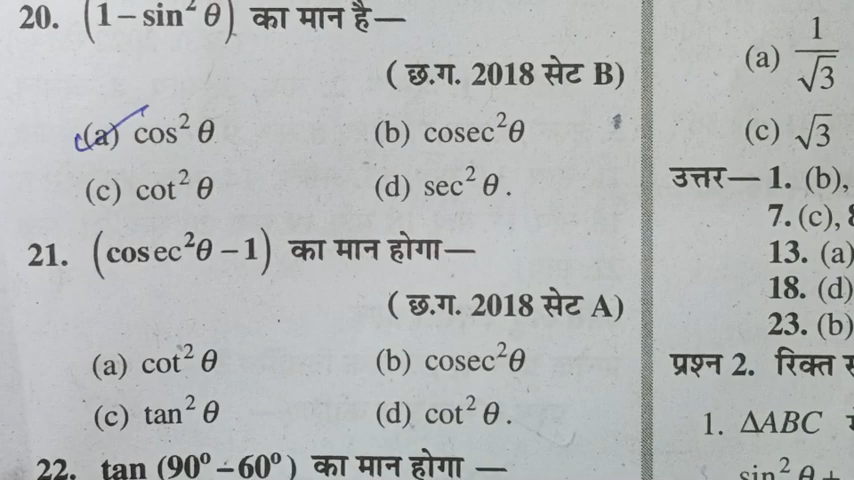 20. (1 – sin² θ) का मान है—
( छ.ग. 2018 सेट B)
(a) cos² θ (b) cosec²θ
(c) cot² θ (d) sec² θ.
21. (cosec²θ – 1) का मान होगा—
( छ.ग. 2018 सेट A)
(a) cot² θ (b) cosec²θ
(c) tan² θ (d) cot² θ.
22. tan (90° – 60°) का मान होगा —
(a) 1/√3
(c) √3
उत्तर— 1. (b),
7. (c),
13. (a)
18. (d)
23. (b)
प्रश्न 2. रिक्त
1. ΔABC
sin² θ +